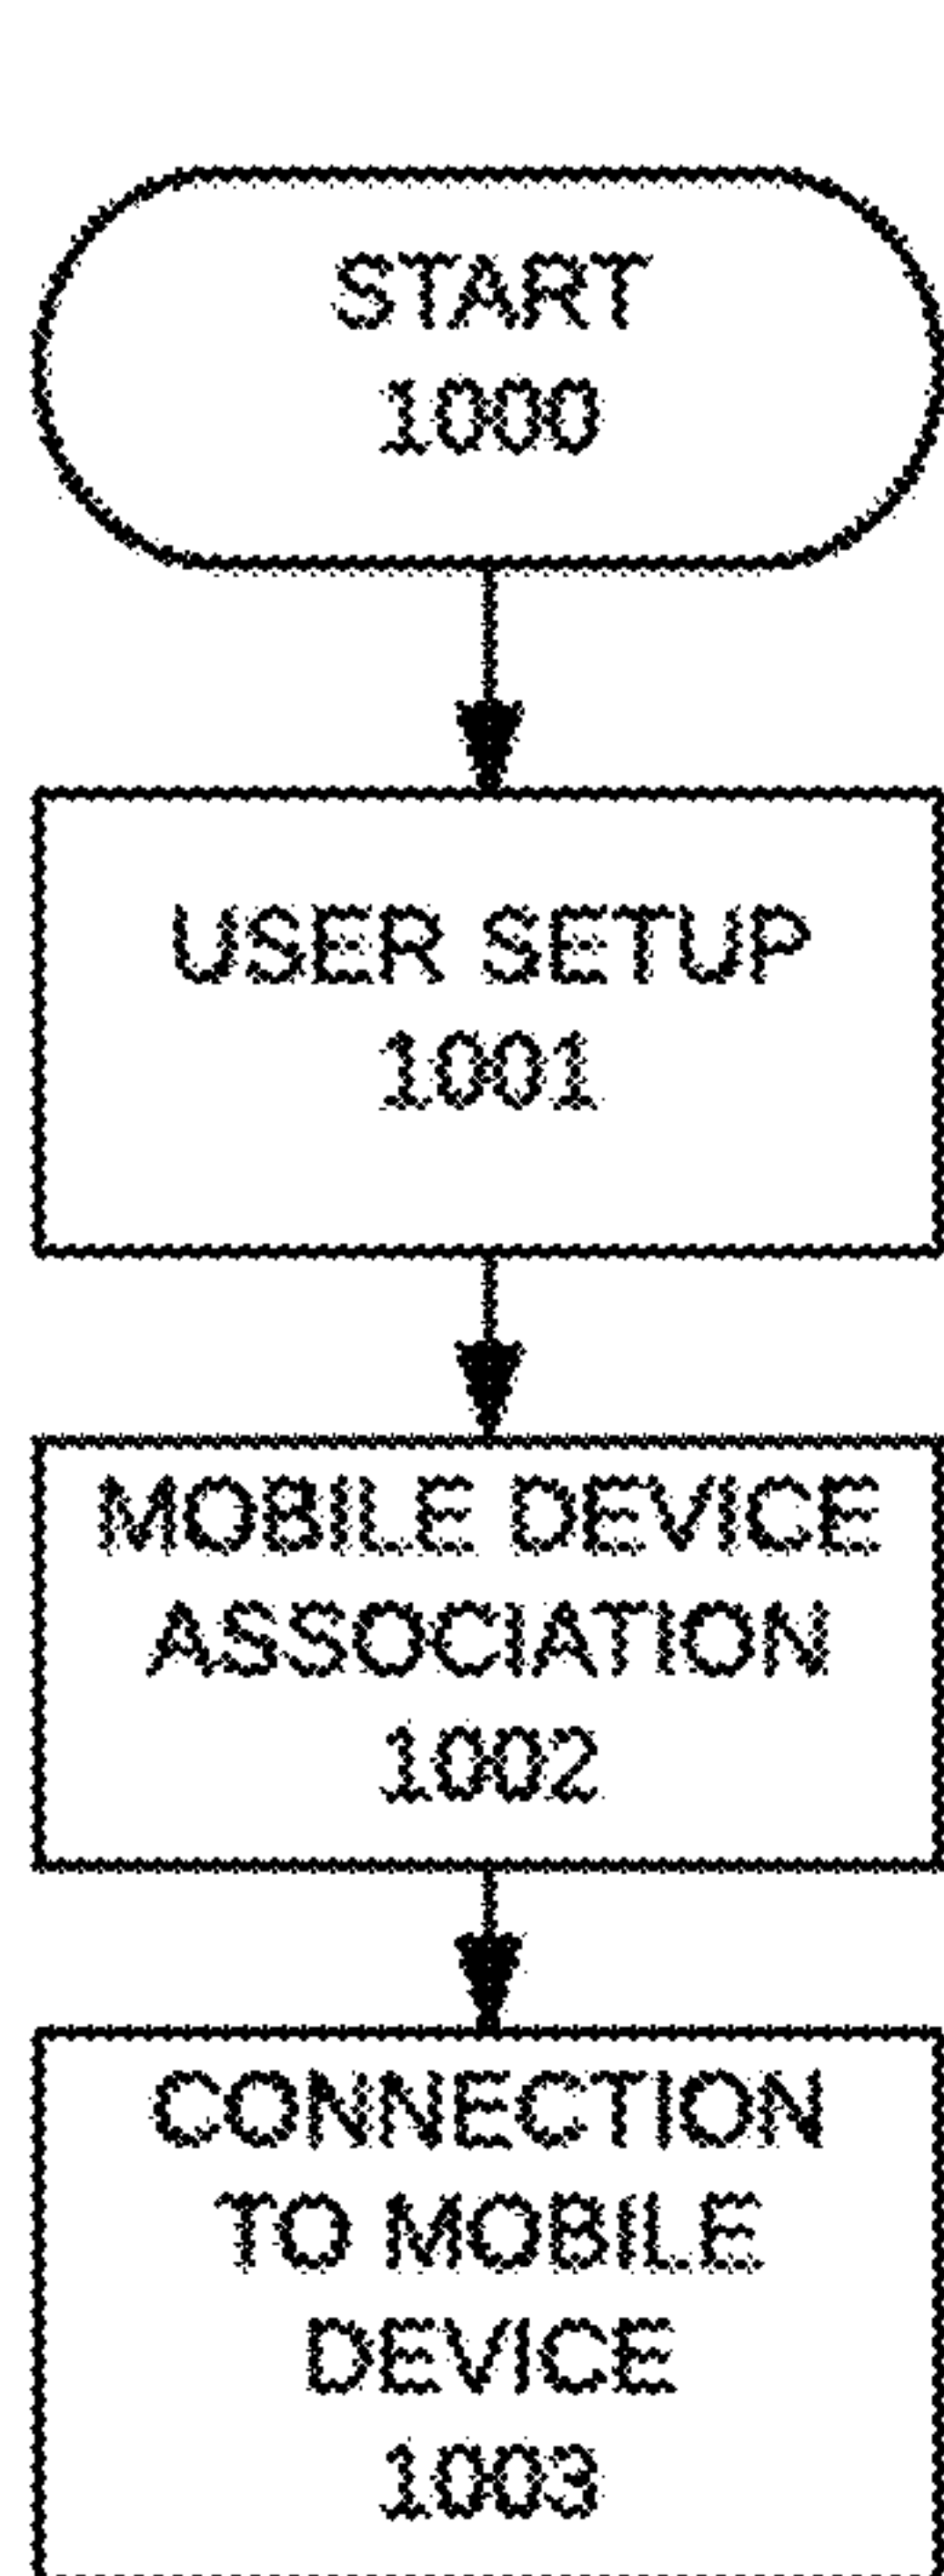 START
1000
USER SETUP
1001
MOBILE DEVICE
ASSOCIATION
1002
CONNECTION
TO MOBILE
DEVICE
1003